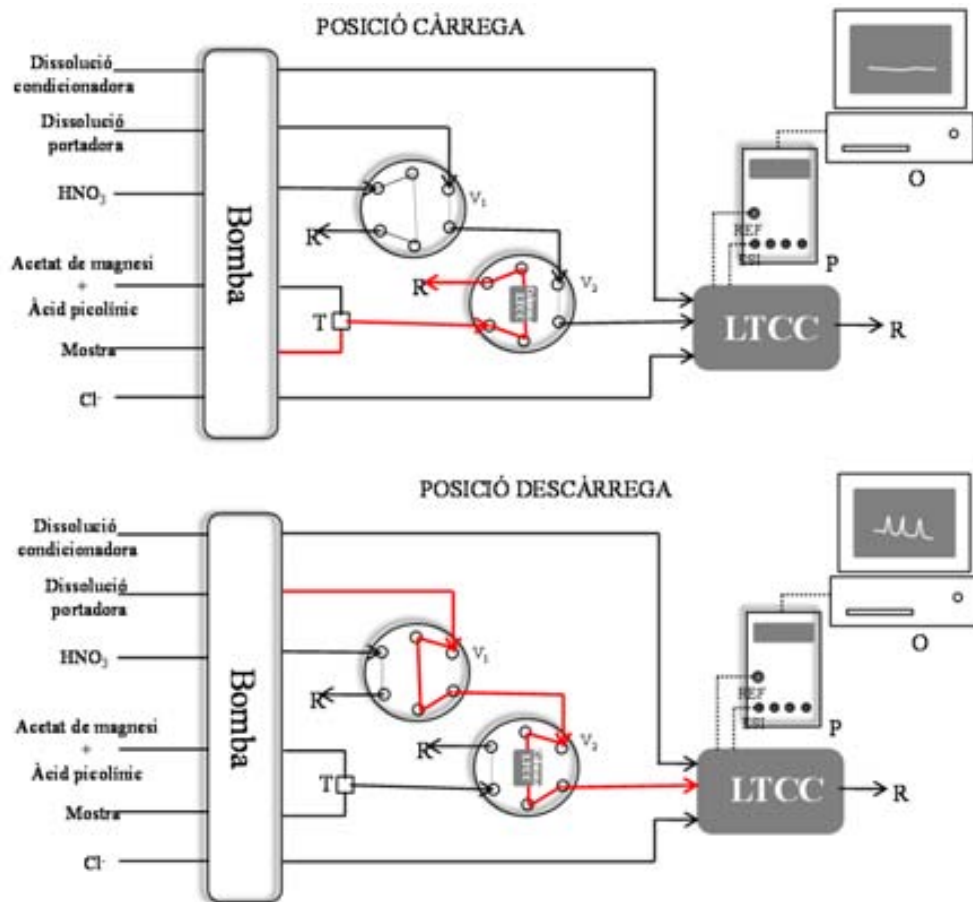 POSICIÓ CÀRREGA
Dissolució
condicionadora
Dissolució
portadora
HNO₃
Acetat de magnesi
+
Àcid picolínic
Mostra
Cl⁻
Bomba
V₁
R
V₂
R
T
LTCC
REF
ESI
P
O
LTCC
R
POSICIÓ DESCÀRREGA
Dissolució
condicionadora
Dissolució
portadora
HNO₃
Acetat de magnesi
+
Àcid picolínic
Mostra
Cl⁻
Bomba
V₁
R
V₂
R
T
LTCC
REF
ESI
P
O
LTCC
R